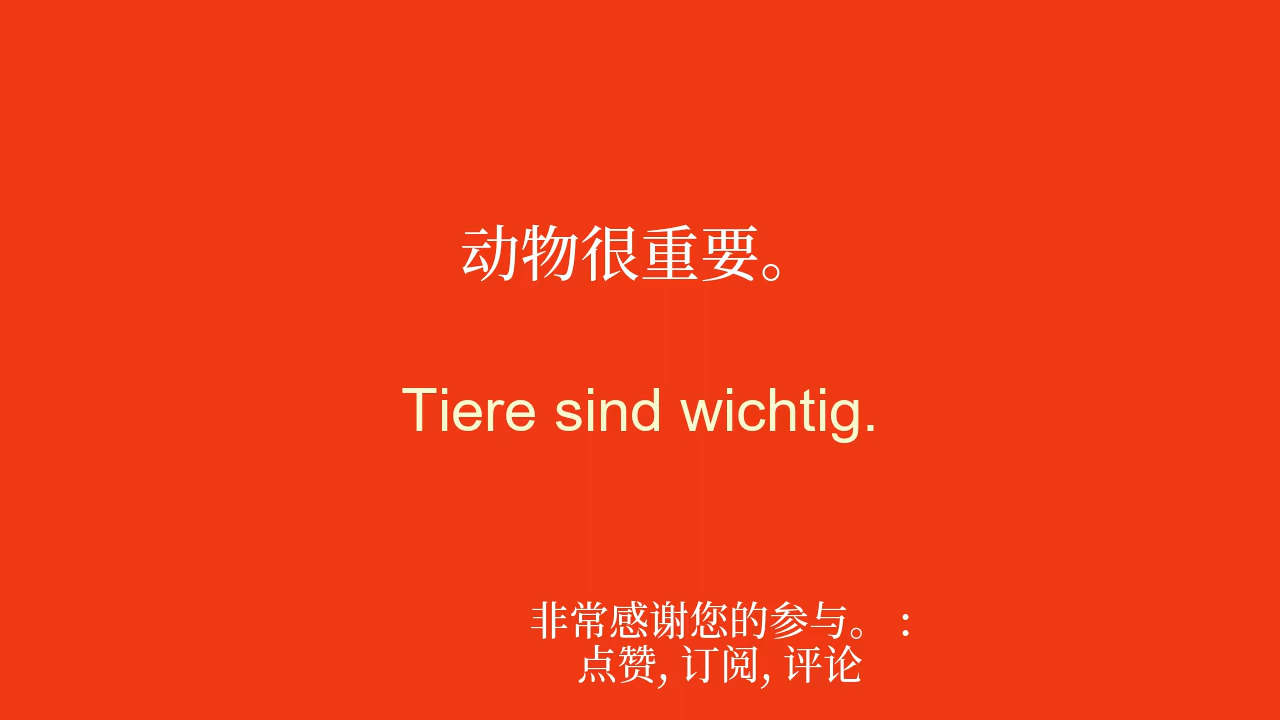 动物很重要。
Tiere sind wichtig.
非常感谢您的参与。 :
点赞, 订阅, 评论